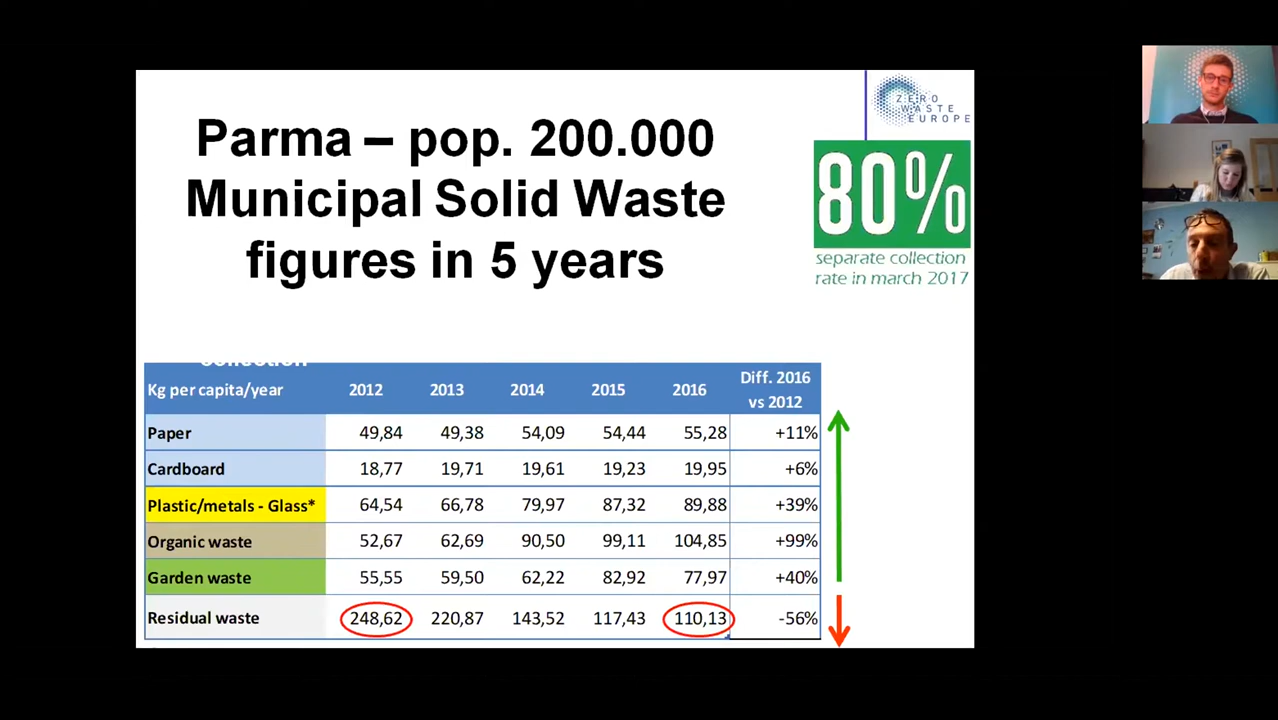 Parma – pop. 200.000
Municipal Solid Waste
figures in 5 years
ZERO
WASTE
EUROPE
80%
separate collection
rate in march 2017
collection
Kg per capita/year 2012 2013 2014 2015 2016 Diff. 2016 vs 2012
Paper 49,84 49,38 54,09 54,44 55,28 +11%
Cardboard 18,77 19,71 19,61 19,23 19,95 +6%
Plastic/metals - Glass* 64,54 66,78 79,97 87,32 89,88 +39%
Organic waste 52,67 62,69 90,50 99,11 104,85 +99%
Garden waste 55,55 59,50 62,22 82,92 77,97 +40%
Residual waste 248,62 220,87 143,52 117,43 110,13 -56%